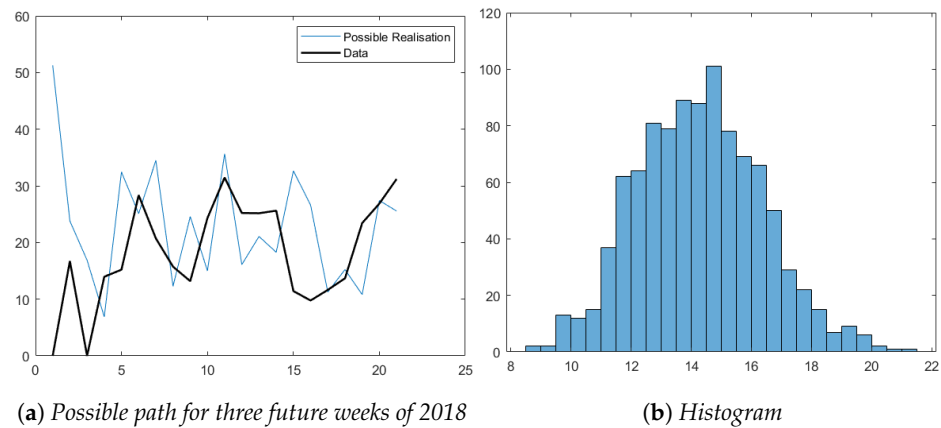 60
50
40
30
20
10
0
0 5 10 15 20 25
Possible Realisation
Data
(a) Possible path for three future weeks of 2018
120
100
80
60
40
20
0
8 10 12 14 16 18 20 22
(b) Histogram